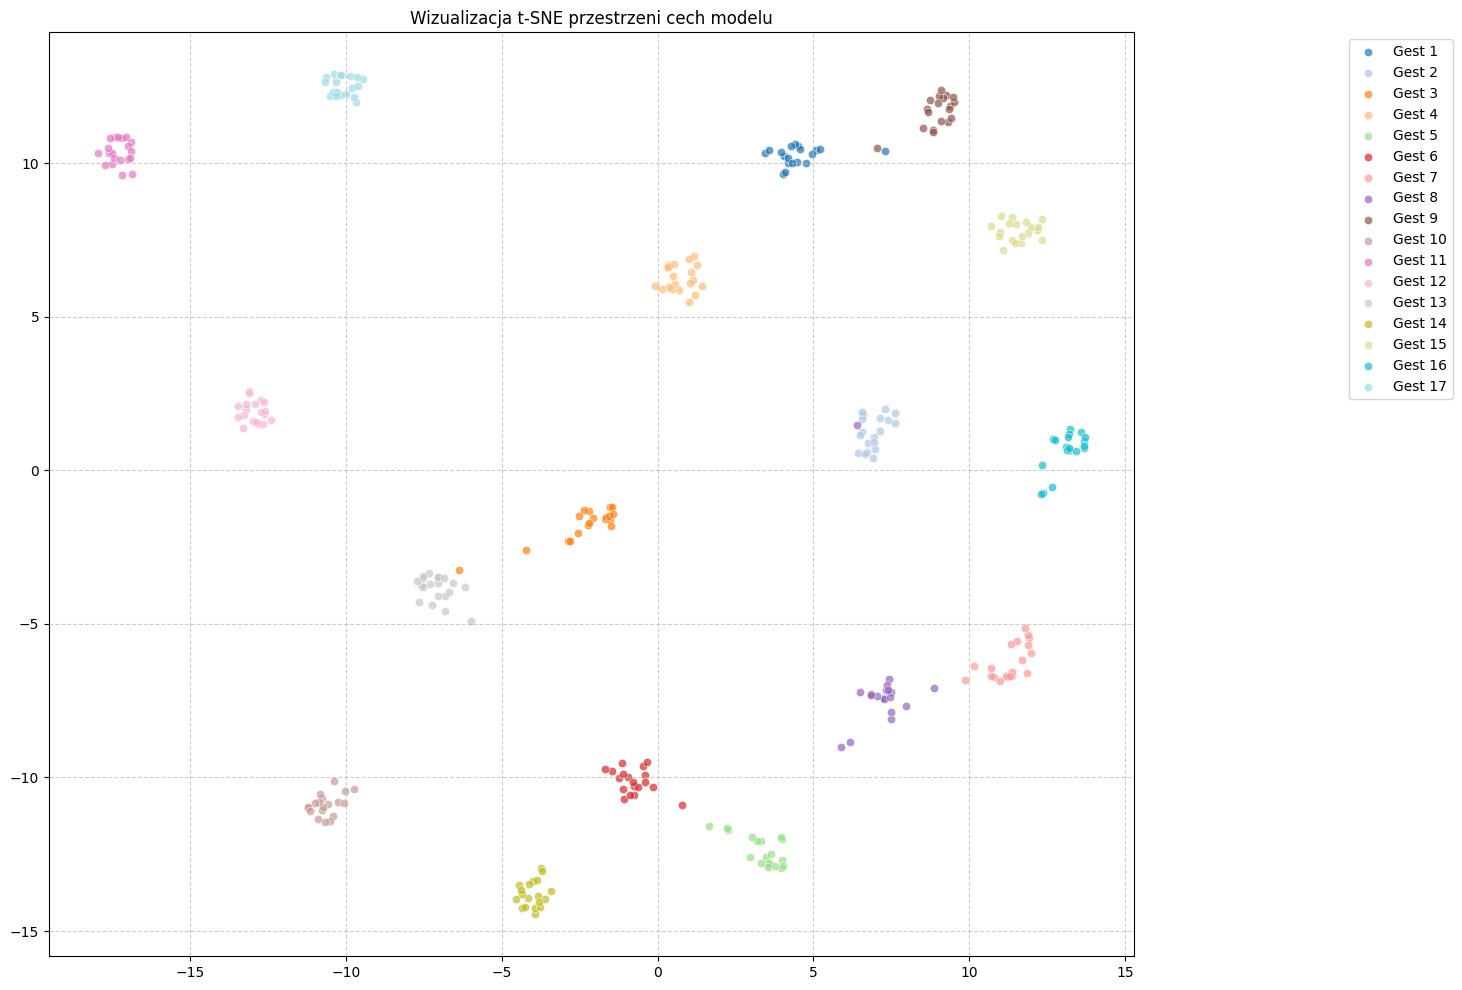 Wizualizacja t-SNE przestrzeni cech modelu
10
5
0
−5
−10
−15
−15
−10
−5
0
5
10
15
Gest 1
Gest 2
Gest 3
Gest 4
Gest 5
Gest 6
Gest 7
Gest 8
Gest 9
Gest 10
Gest 11
Gest 12
Gest 13
Gest 14
Gest 15
Gest 16
Gest 17